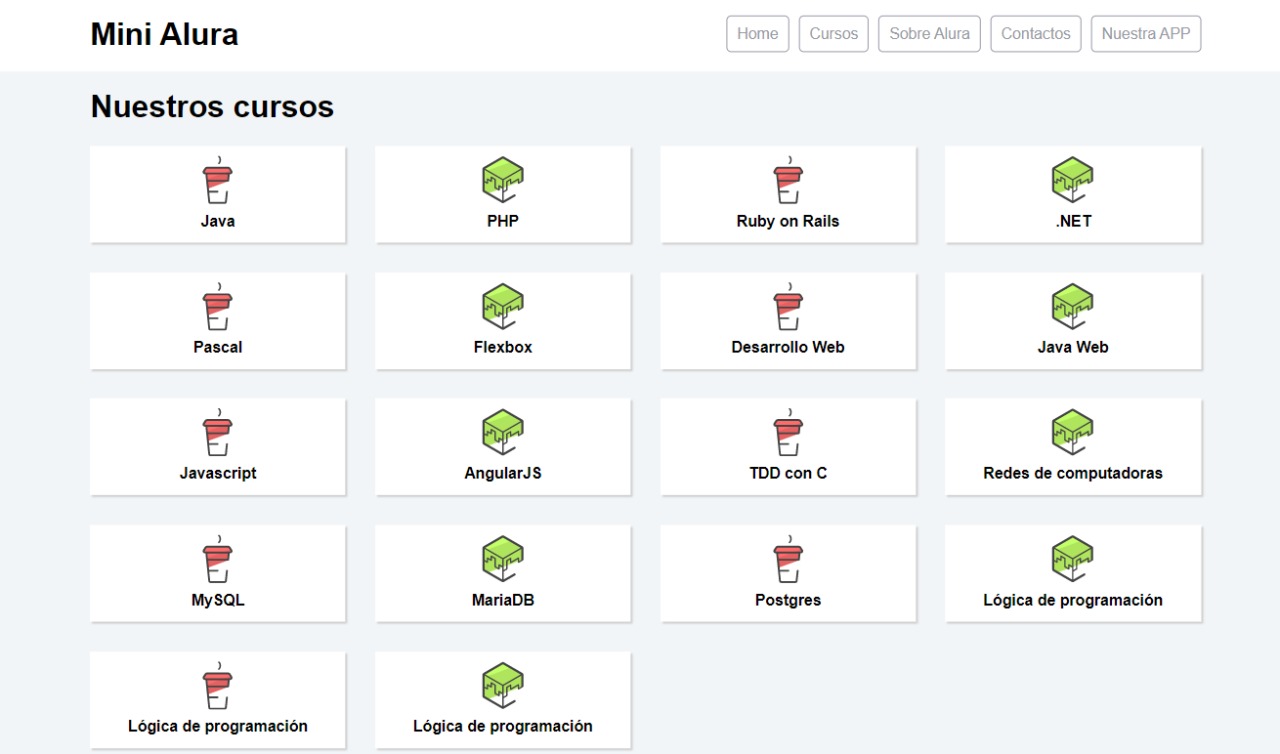 Mini Alura
Home Cursos Sobre Alura Contactos Nuestra APP
Nuestros cursos
Java PHP Ruby on Rails .NET
Pascal Flexbox Desarrollo Web Java Web
Javascript AngularJS TDD con C Redes de computadoras
MySQL MariaDB Postgres Lógica de programación
Lógica de programación Lógica de programación